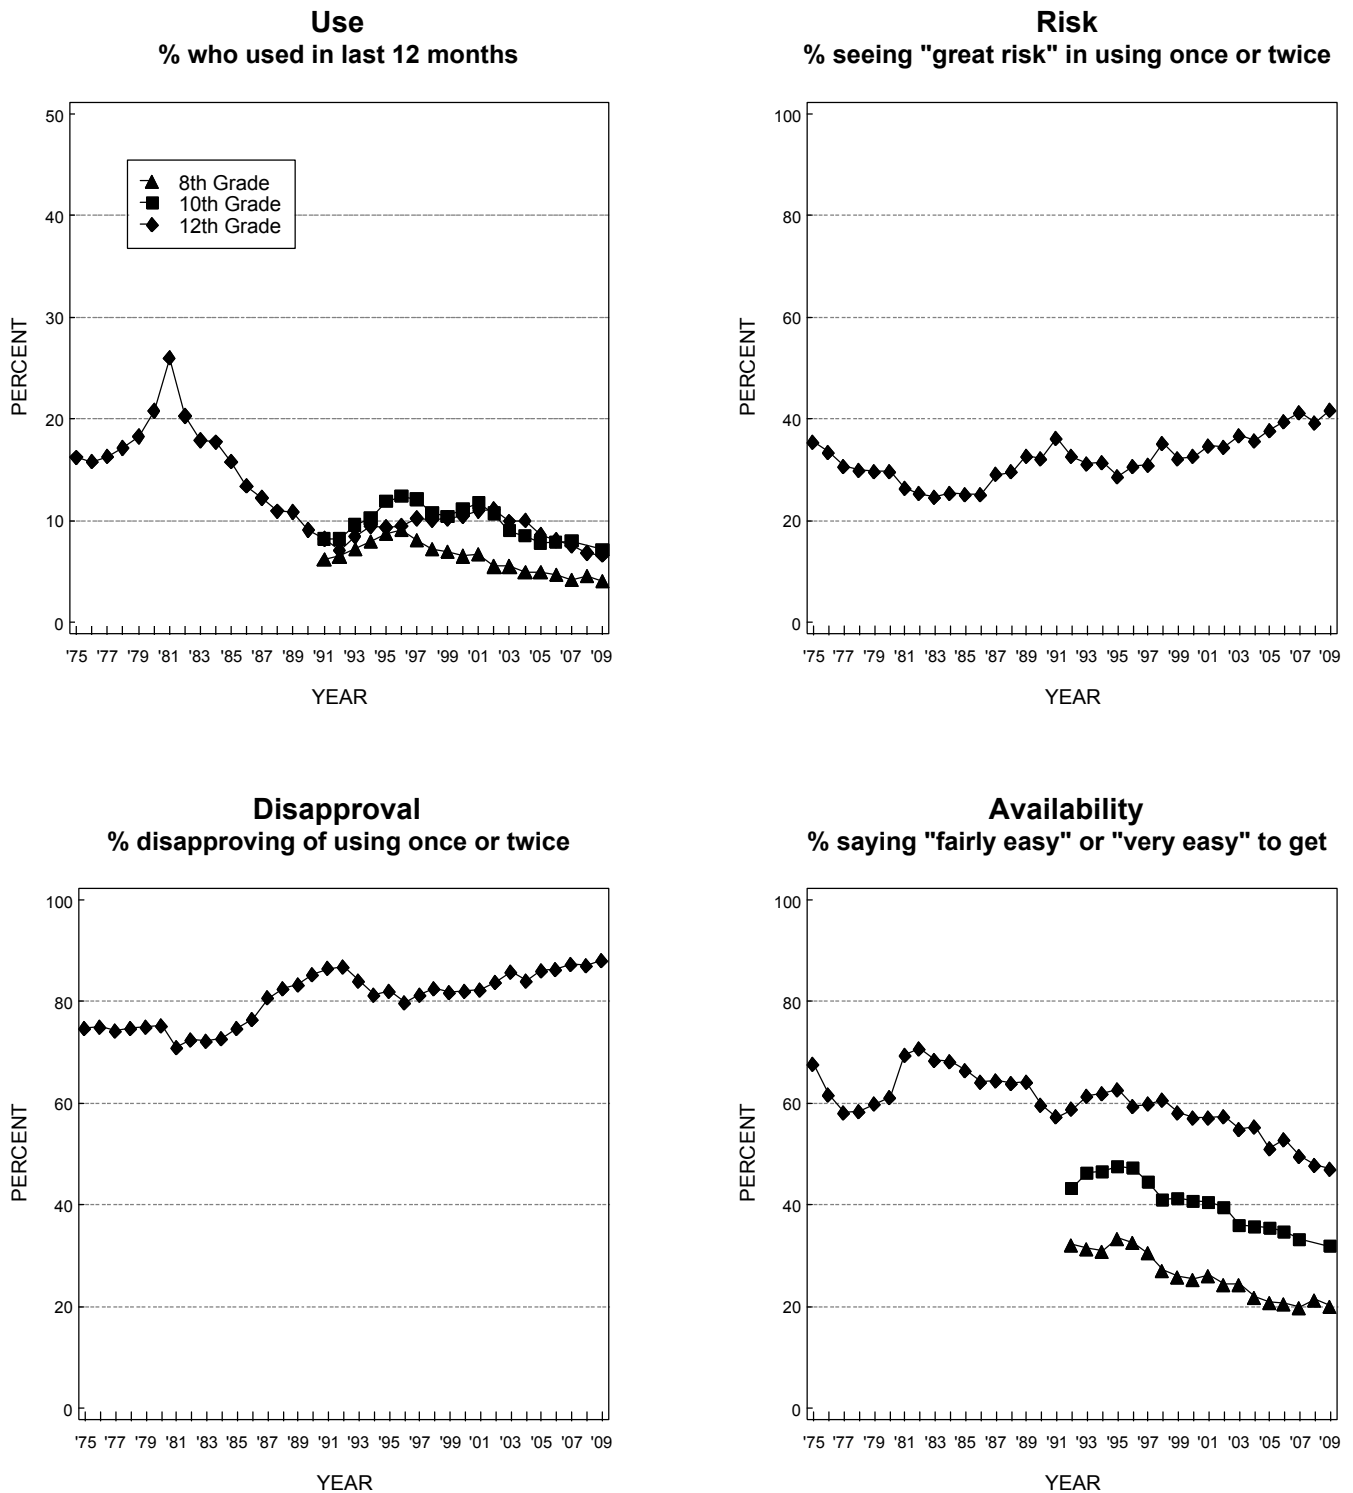 Use
% who used in last 12 months
50
40
30
20
10
0
PERCENT
8th Grade
10th Grade
12th Grade
'75 '77 '79 '81 '83 '85 '87 '89 '91 '93 '95 '97 '99 '01 '03 '05 '07 '09
YEAR
Risk
% seeing "great risk" in using once or twice
100
80
60
40
20
0
PERCENT
'75 '77 '79 '81 '83 '85 '87 '89 '91 '93 '95 '97 '99 '01 '03 '05 '07 '09
YEAR
Disapproval
% disapproving of using once or twice
100
80
60
40
20
0
PERCENT
'75 '77 '79 '81 '83 '85 '87 '89 '91 '93 '95 '97 '99 '01 '03 '05 '07 '09
YEAR
Availability
% saying "fairly easy" or "very easy" to get
100
80
60
40
20
0
PERCENT
'75 '77 '79 '81 '83 '85 '87 '89 '91 '93 '95 '97 '99 '01 '03 '05 '07 '09
YEAR